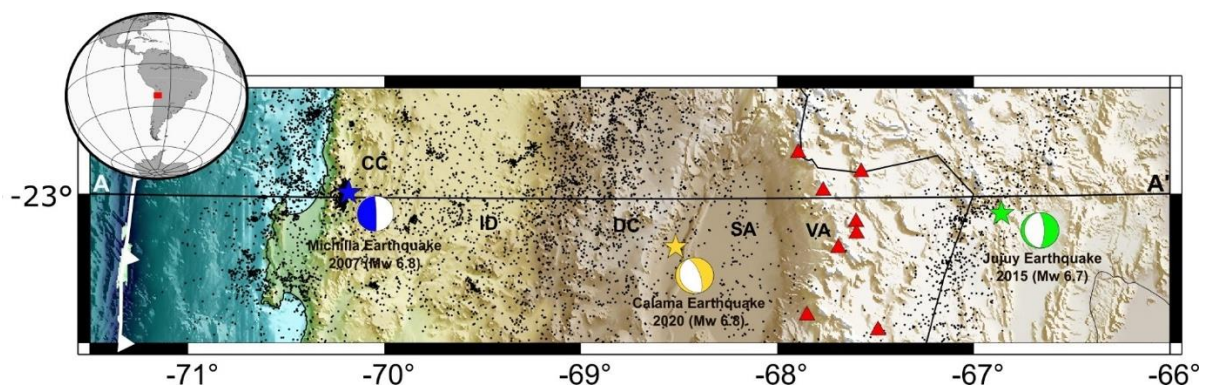 CC
-23°
A
A'
ID
DC
SA
VA
Michilla Earthquake
2007 (Mw 6.8)
Jujuy Earthquake
2015 (Mw 6.7)
Calama Earthquake
2020 (Mw 6.8)
-71°
-70°
-69°
-68°
-67°
-66°